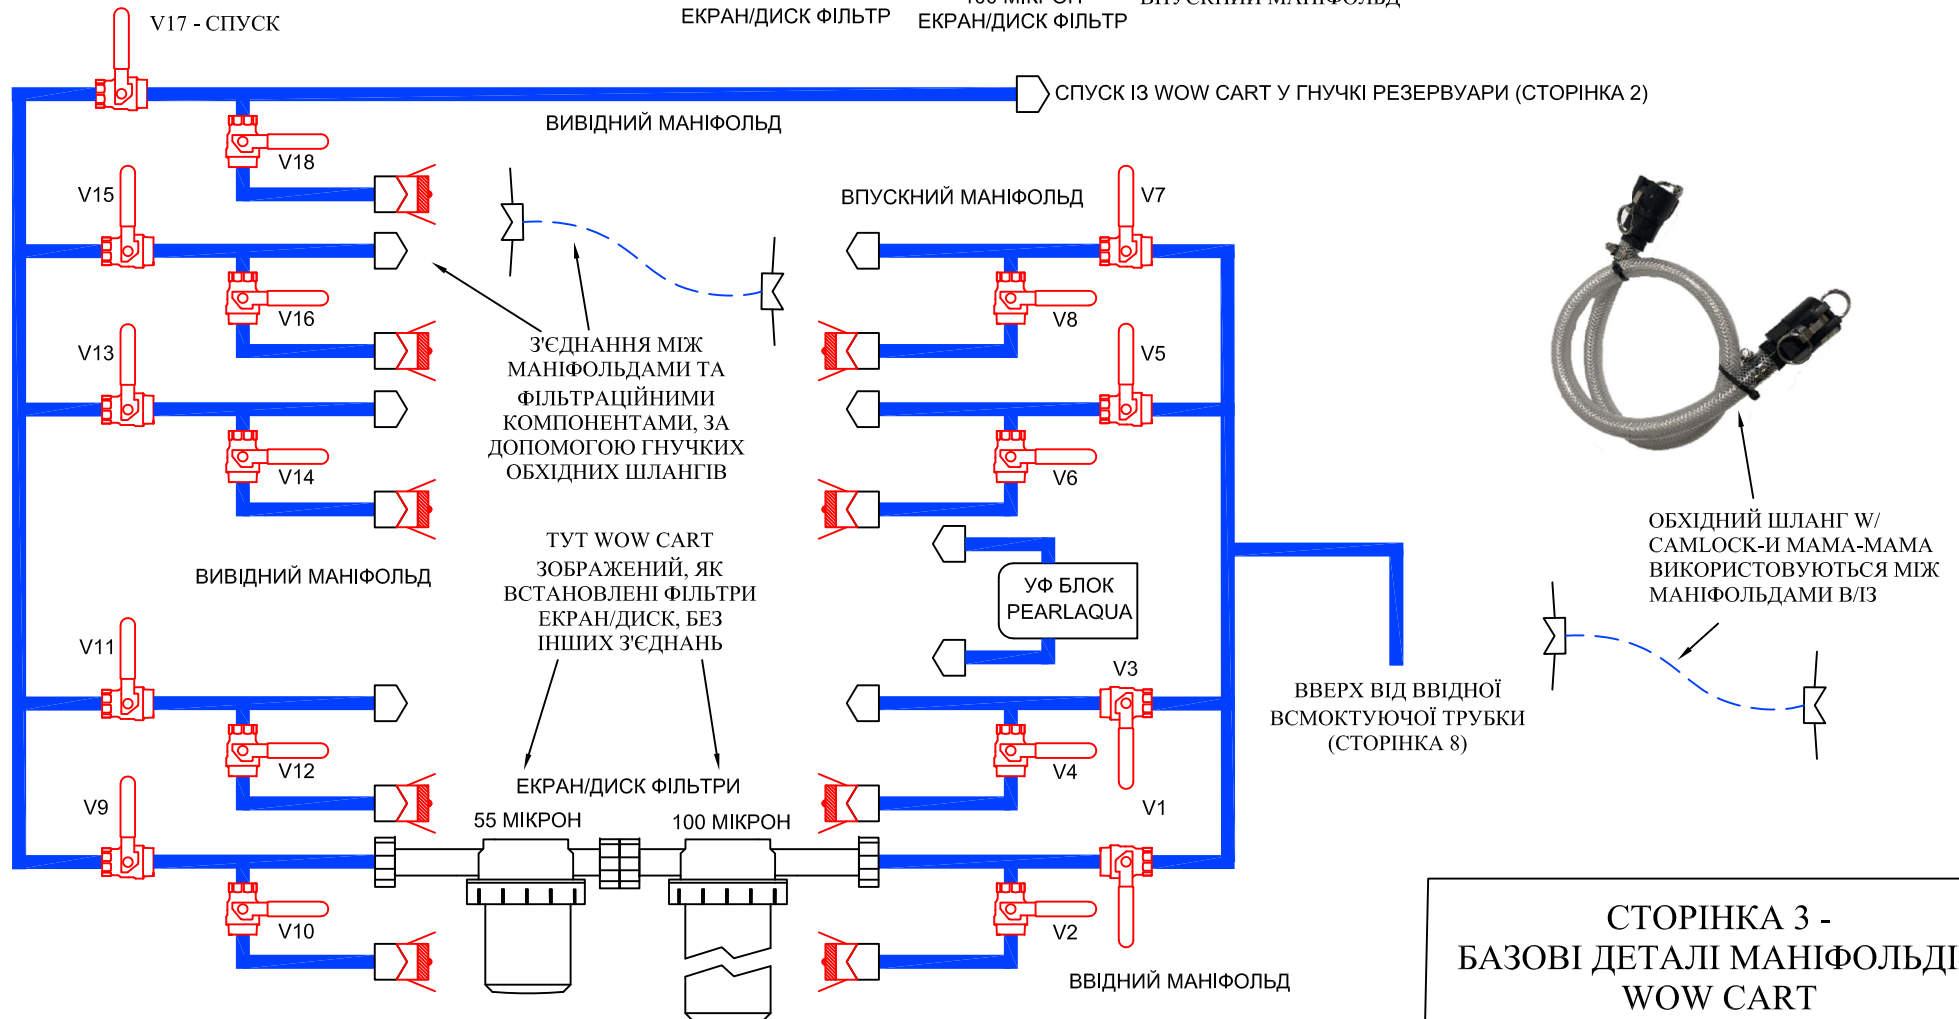 ЕКРАН/ДИСК ФІЛЬТР
ЕКРАН/ДИСК ФІЛЬТР
V17 - СПУСК
СПУСК ІЗ WOW CART У ГНУЧКІ РЕЗЕРВУАРИ (СТОРІНКА 2)
ВИВІДНИЙ МАНІФОЛЬД
V18
V15
ВПУСКНИЙ МАНІФОЛЬД
V7
V16
V8
V13
З'ЄДНАННЯ МІЖ
МАНІФОЛЬДАМИ ТА
ФІЛЬТРАЦІЙНИМИ
КОМПОНЕНТАМИ, ЗА
ДОПОМОГОЮ ГНУЧКИХ
ОБХІДНИХ ШЛАНГІВ
V5
V14
V6
ОБХІДНИЙ ШЛАНГ W/
CAMLOCK-И МАМА-МАМА
ВИКОРИСТОВУЮТЬСЯ МІЖ
МАНІФОЛЬДАМИ В/ІЗ
ВИВІДНИЙ МАНІФОЛЬД
ТУТ WOW CART
ЗОБРАЖЕНИЙ, ЯК
ВСТАНОВЛЕНІ ФІЛЬТРИ
ЕКРАН/ДИСК, БЕЗ
ІНШИХ З'ЄДНАНЬ
УФ БЛОК
PEARLAQUA
V11
V3
ВВЕРХ ВІД ВВІДНОЇ
ВСМОКТУЮЧОЇ ТРУБКИ
(СТОРІНКА 8)
V12
V4
ЕКРАН/ДИСК ФІЛЬТРИ
V9
V1
55 МІКРОН
100 МІКРОН
V10
V2
ВВІДНИЙ МАНІФОЛЬД
СТОРІНКА 3 -
БАЗОВІ ДЕТАЛІ МАНІФОЛЬДІ
WOW CART